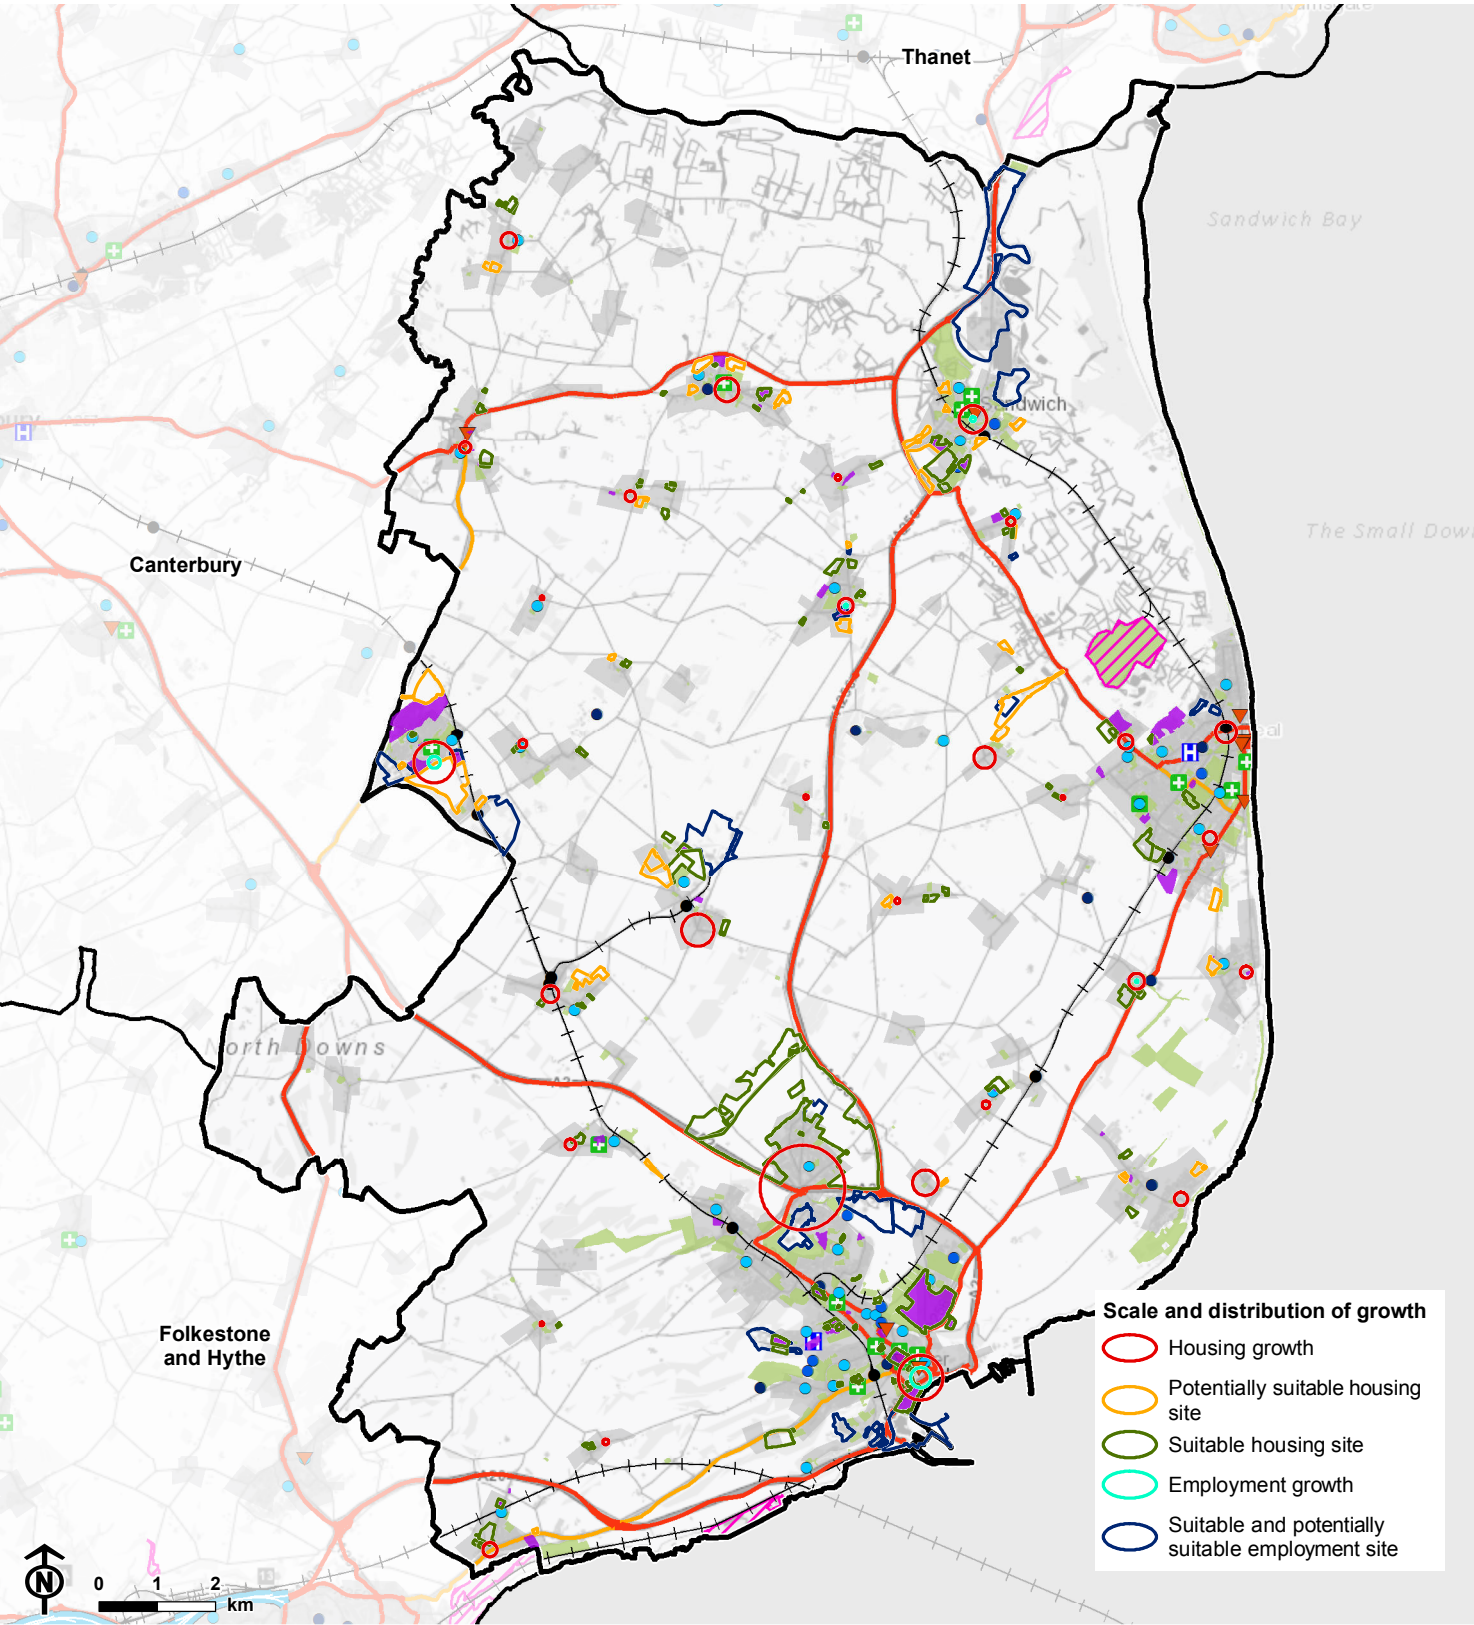 Thanet
Sandwich Bay
Sandwich
The Small Dow
Canterbury
Deal
North Downs
Folkestone
and Hythe
Scale and distribution of growth
Housing growth
Potentially suitable housing
site
Suitable housing site
Employment growth
Suitable and potentially
suitable employment site
N
0 1 2
km
H
H
H